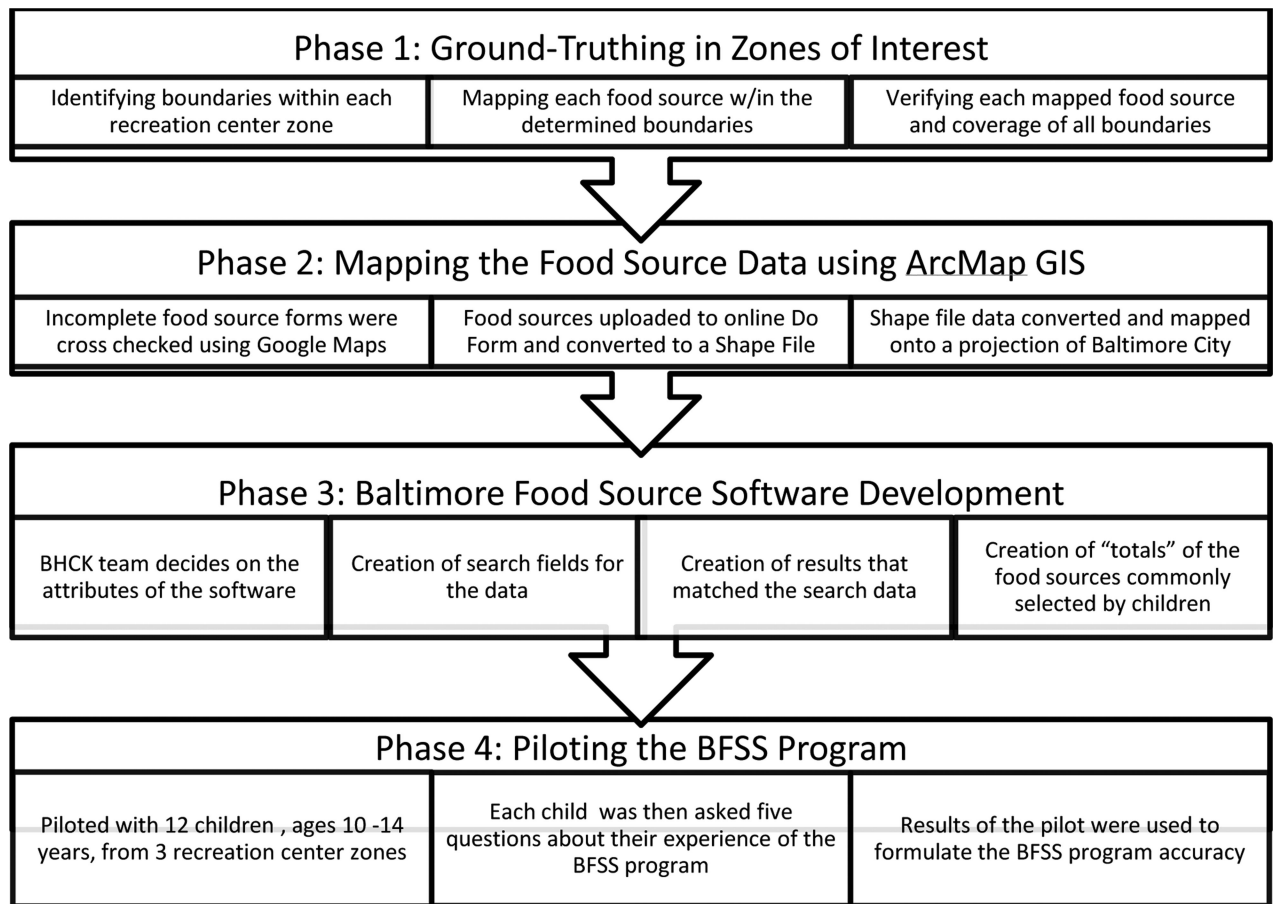 Phase 1: Ground-Truthing in Zones of Interest
Identifying boundaries within each
recreation center zone
Mapping each food source w/in the
determined boundaries
Verifying each mapped food source
and coverage of all boundaries
Phase 2: Mapping the Food Source Data using ArcMap GIS
Incomplete food source forms were
cross checked using Google Maps
Food sources uploaded to online Do
Form and converted to a Shape File
Shape file data converted and mapped
onto a projection of Baltimore City
Phase 3: Baltimore Food Source Software Development
BHCK team decides on the
attributes of the software
Creation of search fields for
the data
Creation of results that
matched the search data
Creation of “totals” of the
food sources commonly
selected by children
Phase 4: Piloting the BFSS Program
Piloted with 12 children , ages 10 -14
years, from 3 recreation center zones
Each child  was then asked five
questions about their experience of the
BFSS program
Results of the pilot were used to
formulate the BFSS program accuracy